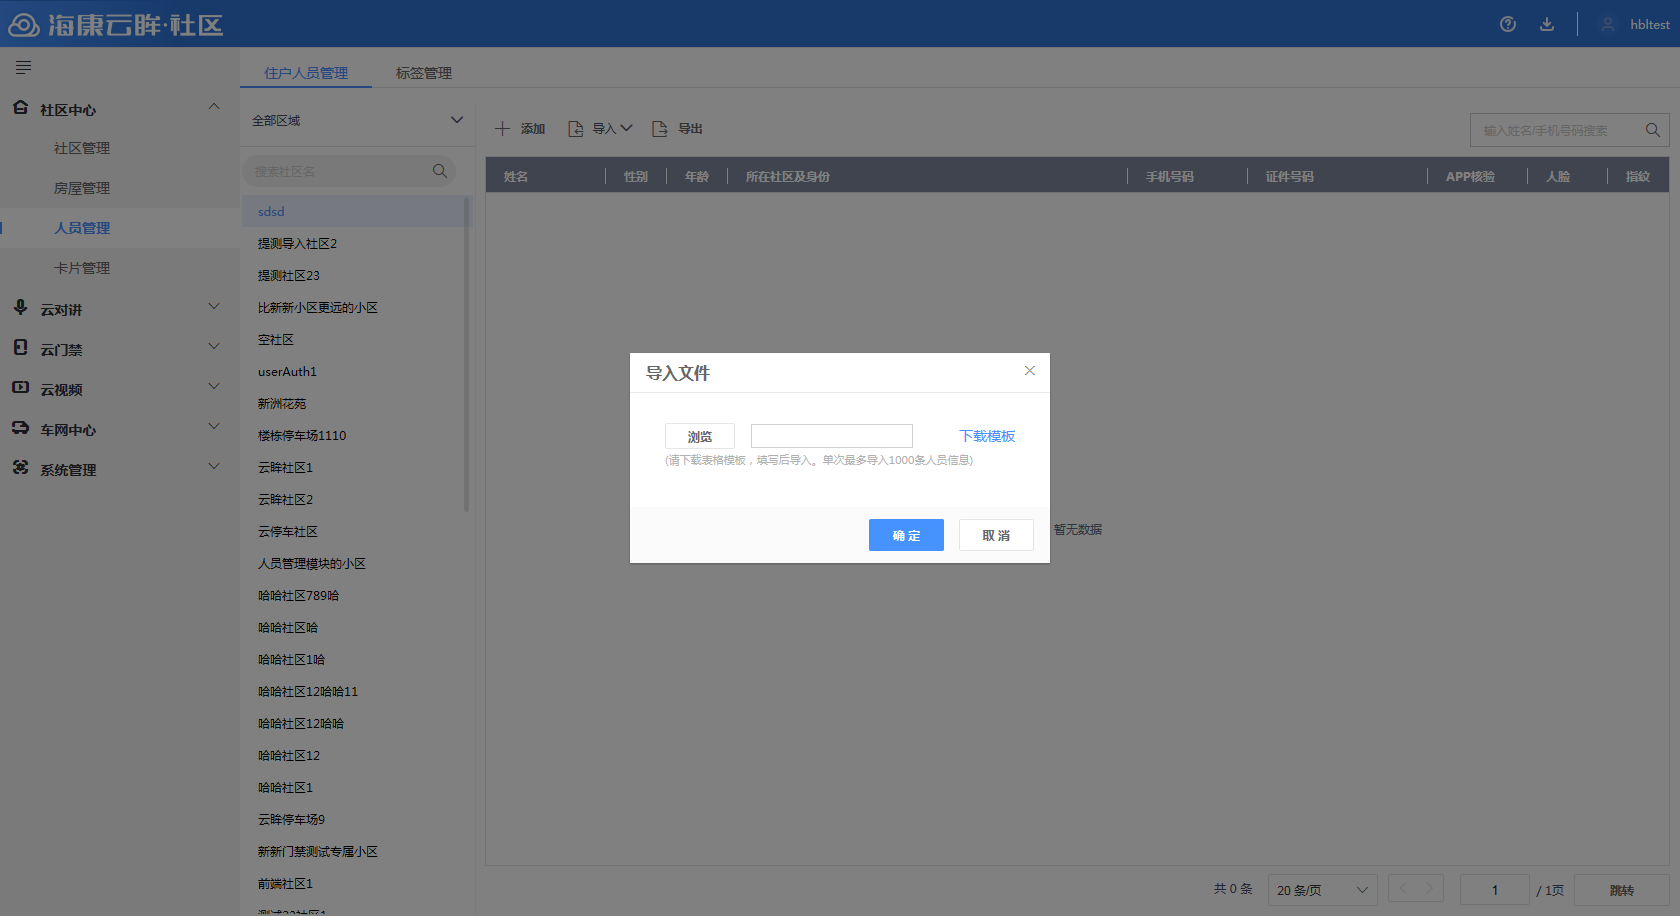 海康云眸·社区
hbltest
住户人员管理
标签管理
社区中心
社区管理
房屋管理
人员管理
卡片管理
云对讲
云门禁
云视频
车网中心
系统管理
全部区域
搜索社区名
sdsd
提测导入社区2
提测社区23
比新新小区更远的小区
空社区
userAuth1
新洲花苑
楼栋停车场1110
云眸社区1
云眸社区2
云停车社区
人员管理模块的小区
哈哈社区789哈
哈哈社区哈
哈哈社区1哈
哈哈社区12哈哈11
哈哈社区12哈哈
哈哈社区12
哈哈社区1
云眸停车场9
新新门禁测试专属小区
前端社区1
添加
导入
导出
输入姓名/手机号码搜索
姓名
性别
年龄
所在社区及身份
手机号码
证件号码
APP核验
人脸
指纹
导入文件
浏览
下载模板
(请下载表格模板，填写后导入。单次最多导入1000条人员信息)
确 定
取 消
暂无数据
共 0 条
20 条/页
1
/ 1页
跳转